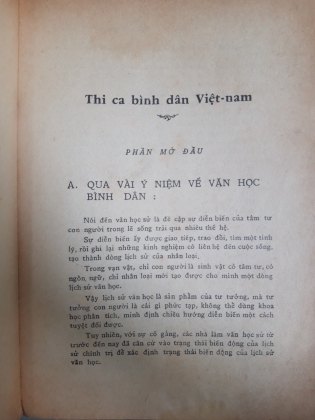 Thi ca bình dân Việt-nam
PHẦN MỞ ĐẦU
A. QUA VÀI Ý NIỆM VỀ VĂN HỌC
BÌNH DÂN :
Nói đến văn học sử là đề cập sự diễn biến của tâm tư
con người trong lẽ sống trải qua nhiều thế hệ.
Sự diễn biến ấy được giao tiếp, trao đổi, tìm một tinh
lý, rồi ghi lại những kinh nghiệm có liên hệ đến cuộc sống,
tạo thành dòng lịch sử của nhân loại.
Trong vạn vật, chỉ con người là sinh vật có tâm tư, có
ngôn ngữ, chỉ nhân loại mới tạo được cho mình một dòng
lịch sử văn học.
Vậy lịch sử văn học là sản phẩm của tư tưởng, mà tư
tưởng con người là cái gì phức tạp, không thể dùng khoa
học phân tích, minh định chiều hướng diễn biến một cách
tuyệt đối được.
Tuy nhiên, với sự cố gắng, các nhà làm văn học sử từ
trước đến nay đã căn cứ vào trạng thái biến động của lịch
sử chính trị để xác định trạng thái biến động của lịch sử
văn học.